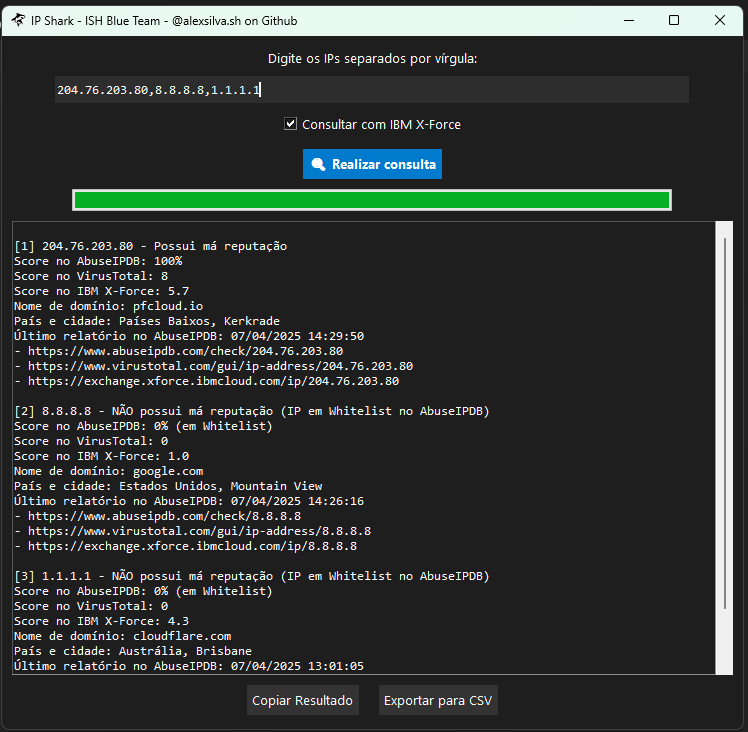 IP Shark - ISH Blue Team - @alexsilva.sh on Github
Digite os IPs separados por vírgula:
204.76.203.80,8.8.8.8,1.1.1.1
Consultar com IBM X-Force
Realizar consulta
[1] 204.76.203.80 - Possui má reputação
Score no AbuseIPDB: 100%
Score no VirusTotal: 8
Score no IBM X-Force: 5.7
Nome de domínio: pfcloud.io
País e cidade: Países Baixos, Kerkrade
Último relatório no AbuseIPDB: 07/04/2025 14:29:50
- https://www.abuseipdb.com/check/204.76.203.80
- https://www.virustotal.com/gui/ip-address/204.76.203.80
- https://exchange.xforce.ibmcloud.com/ip/204.76.203.80
[2] 8.8.8.8 - NÃO possui má reputação (IP em Whitelist no AbuseIPDB)
Score no AbuseIPDB: 0% (em Whitelist)
Score no VirusTotal: 0
Score no IBM X-Force: 1.0
Nome de domínio: google.com
País e cidade: Estados Unidos, Mountain View
Último relatório no AbuseIPDB: 07/04/2025 14:26:16
- https://www.abuseipdb.com/check/8.8.8.8
- https://www.virustotal.com/gui/ip-address/8.8.8.8
- https://exchange.xforce.ibmcloud.com/ip/8.8.8.8
[3] 1.1.1.1 - NÃO possui má reputação (IP em Whitelist no AbuseIPDB)
Score no AbuseIPDB: 0% (em Whitelist)
Score no VirusTotal: 0
Score no IBM X-Force: 4.3
Nome de domínio: cloudflare.com
País e cidade: Austrália, Brisbane
Último relatório no AbuseIPDB: 07/04/2025 13:01:05
Copiar Resultado
Exportar para CSV